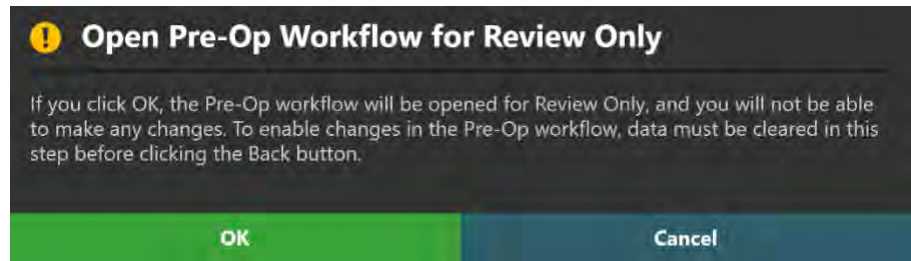 Open Pre-Op Workflow for Review Only
If you click OK, the Pre-Op workflow will be opened for Review Only, and you will not be able
to make any changes. To enable changes in the Pre-Op workflow, data must be cleared in this
step before clicking the Back button.
OK
Cancel